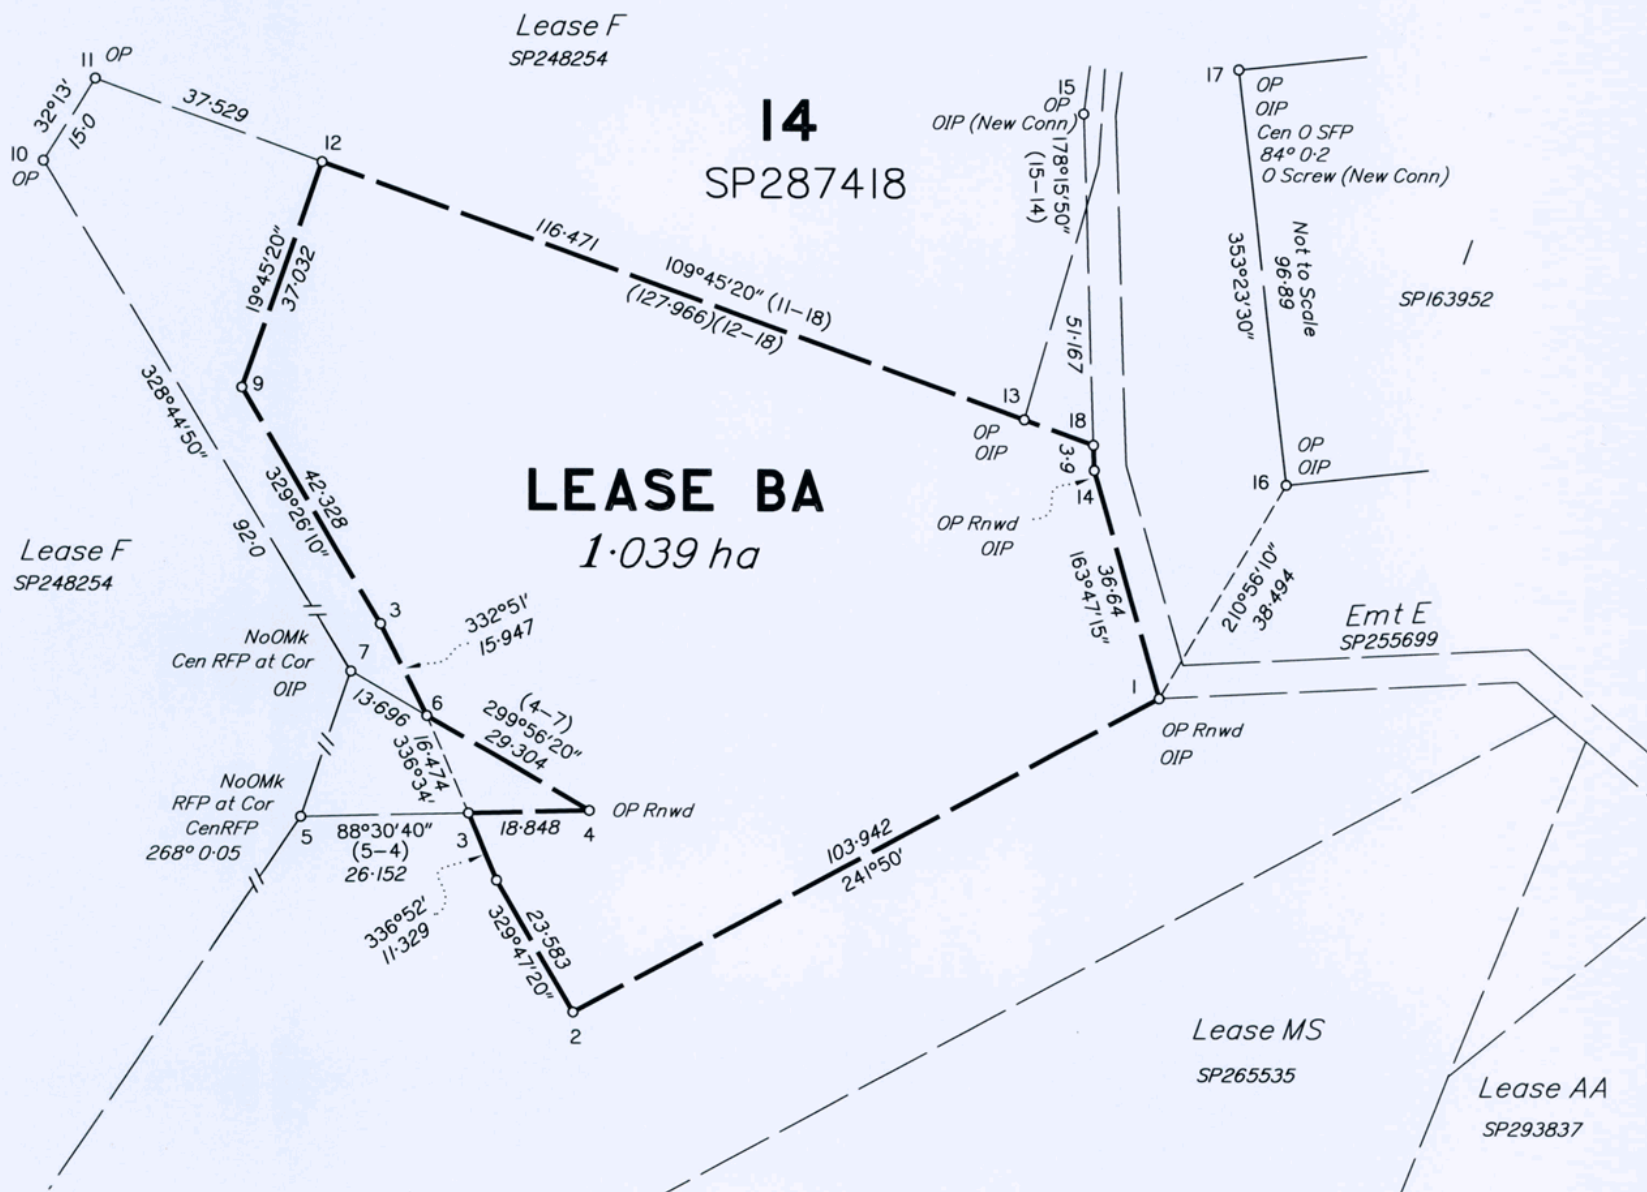 Lease F
SP248254
11 OP
32°13'
15·0
37·529
10
OP
12
14
SP287418
15
OP
OIP (New Conn)
178°15'50"
(15-14)
17
OP
OIP
Cen O SFP
84° 0·2
O Screw (New Conn)
Not to Scale
96·89
353°23'30"
SP163952
19°45'20"
37·032
116·471
109°45'20" (11-18)
(127·966)(12-18)
51·167
9
13
OP
OIP
18
3·9
14
OP Rnwd
OIP
OP
OIP
16
328°44'50"
92·0
42·328
329°26'10"
LEASE BA
1·039 ha
36·64
163°47'15"
210°56'10"
38·494
Lease F
SP248254
3
332°51'
15·947
NoOMk
Cen RFP at Cor
OIP
7
13·696
6
(4-7)
299°56'20"
29·304
16·474
336°34'
Emt E
SP255699
1
OP Rnwd
OIP
NoOMk
RFP at Cor
CenRFP
268° 0·05
5
88°30'40"
(5-4)
26·152
3
18·848
4
OP Rnwd
336°52'
11·329
23·583
329°47'20"
103·942
241°50'
2
Lease MS
SP265535
Lease AA
SP293837